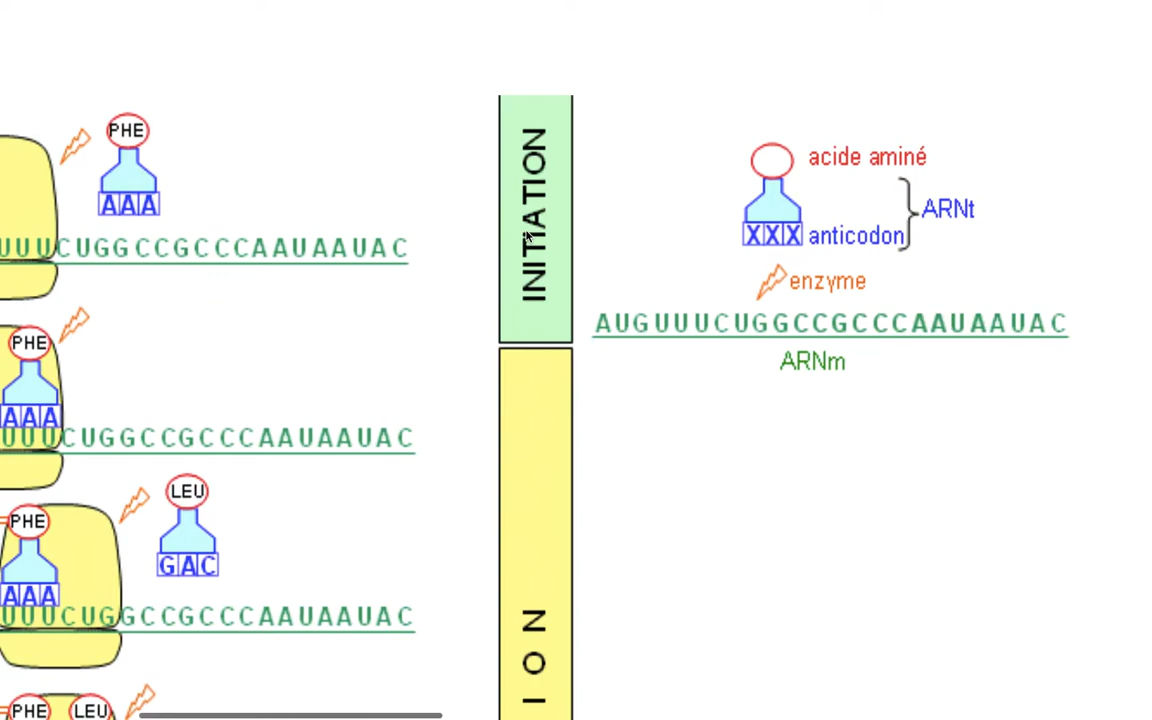 PHE
AAA
UUUCUGGCCGCCCAAUAAUAC
PHE
AAA
UUUCUGGCCGCCCAAUAAUAC
LEU
PHE
GAC
AAA
UUUCUGGCCGCCCAAUAAUAC
PHE
LEU
INITIATION
ION
acide aminé
ARNt
XXX anticodon
enzyme
AUGUUUCUGGCCGCCCAAUAAUAC
ARNm